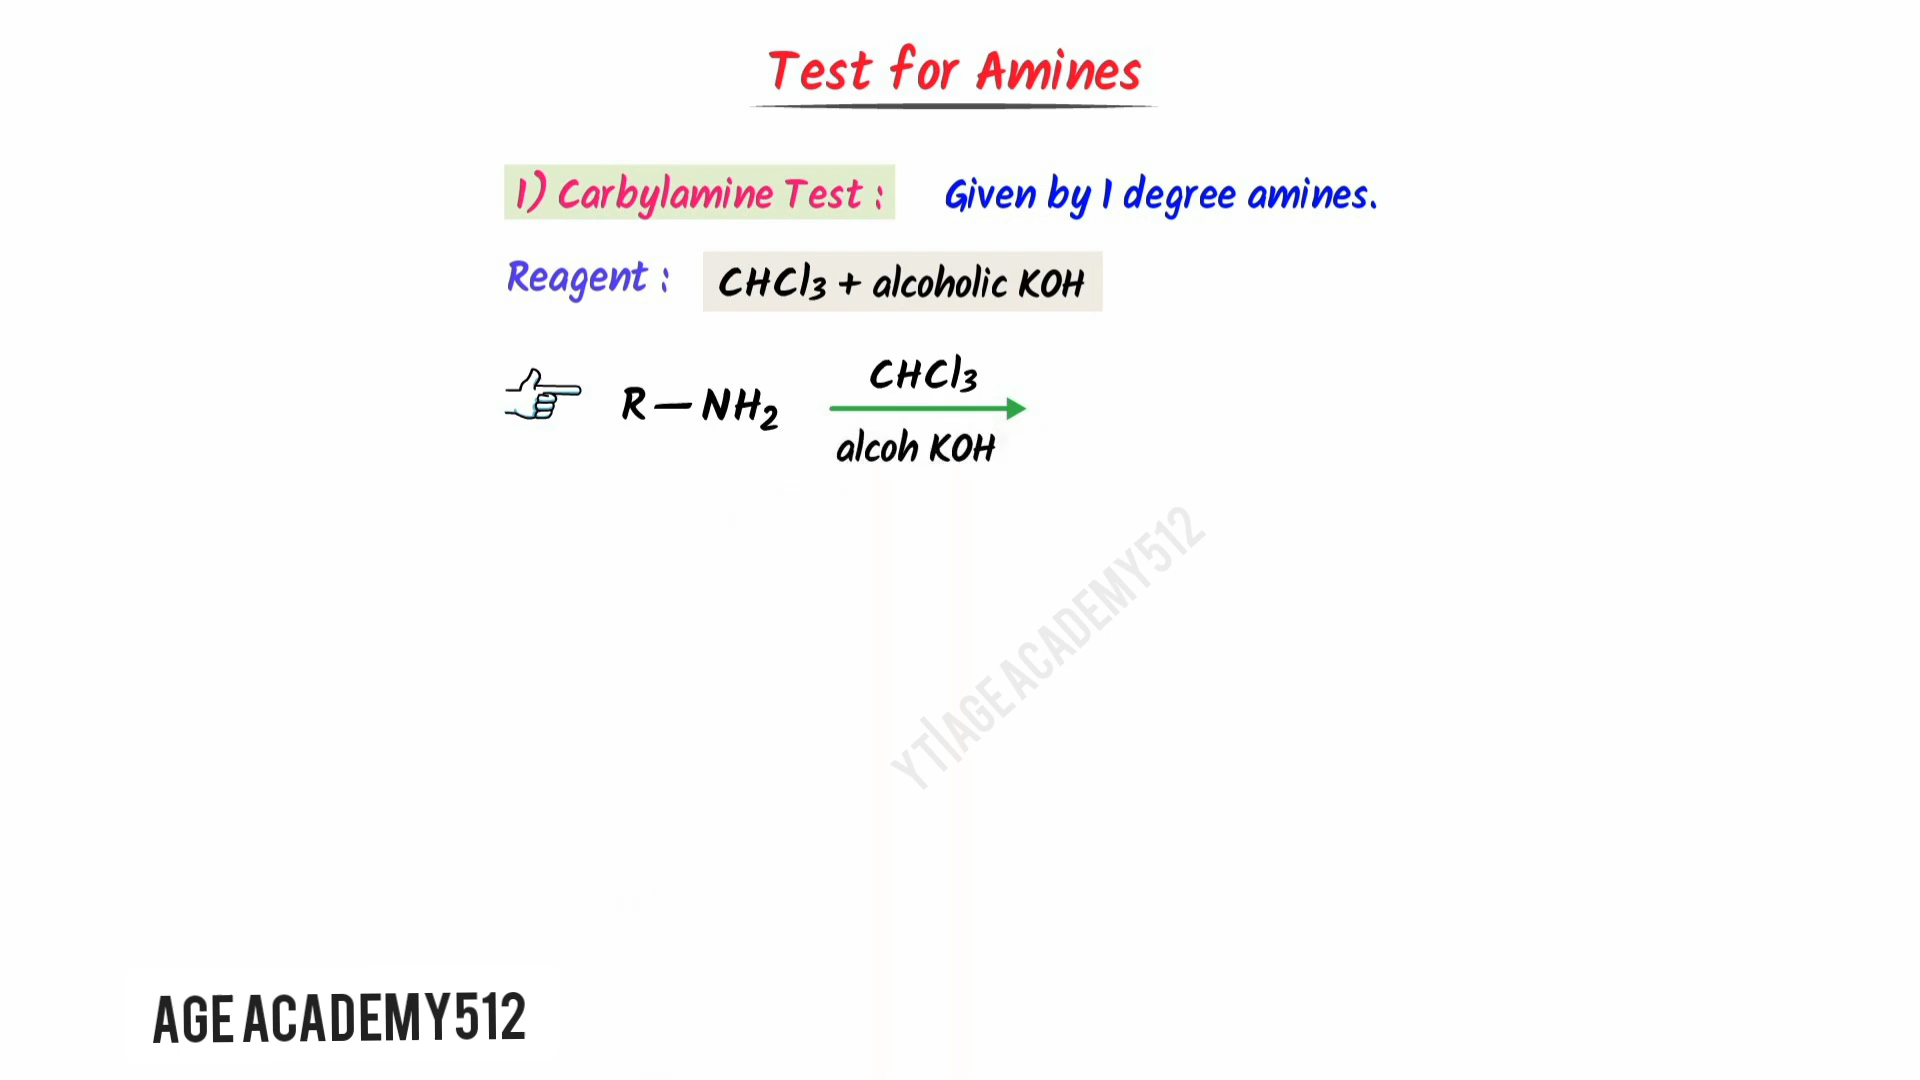 Test for Amines
1) Carbylamine Test : Given by 1 degree amines.
Reagent : CHCl3 + alcoholic KOH
CHCl3
R — NH2
alcoh KOH
YT|AGE ACADEMY512
AGE ACADEMY512